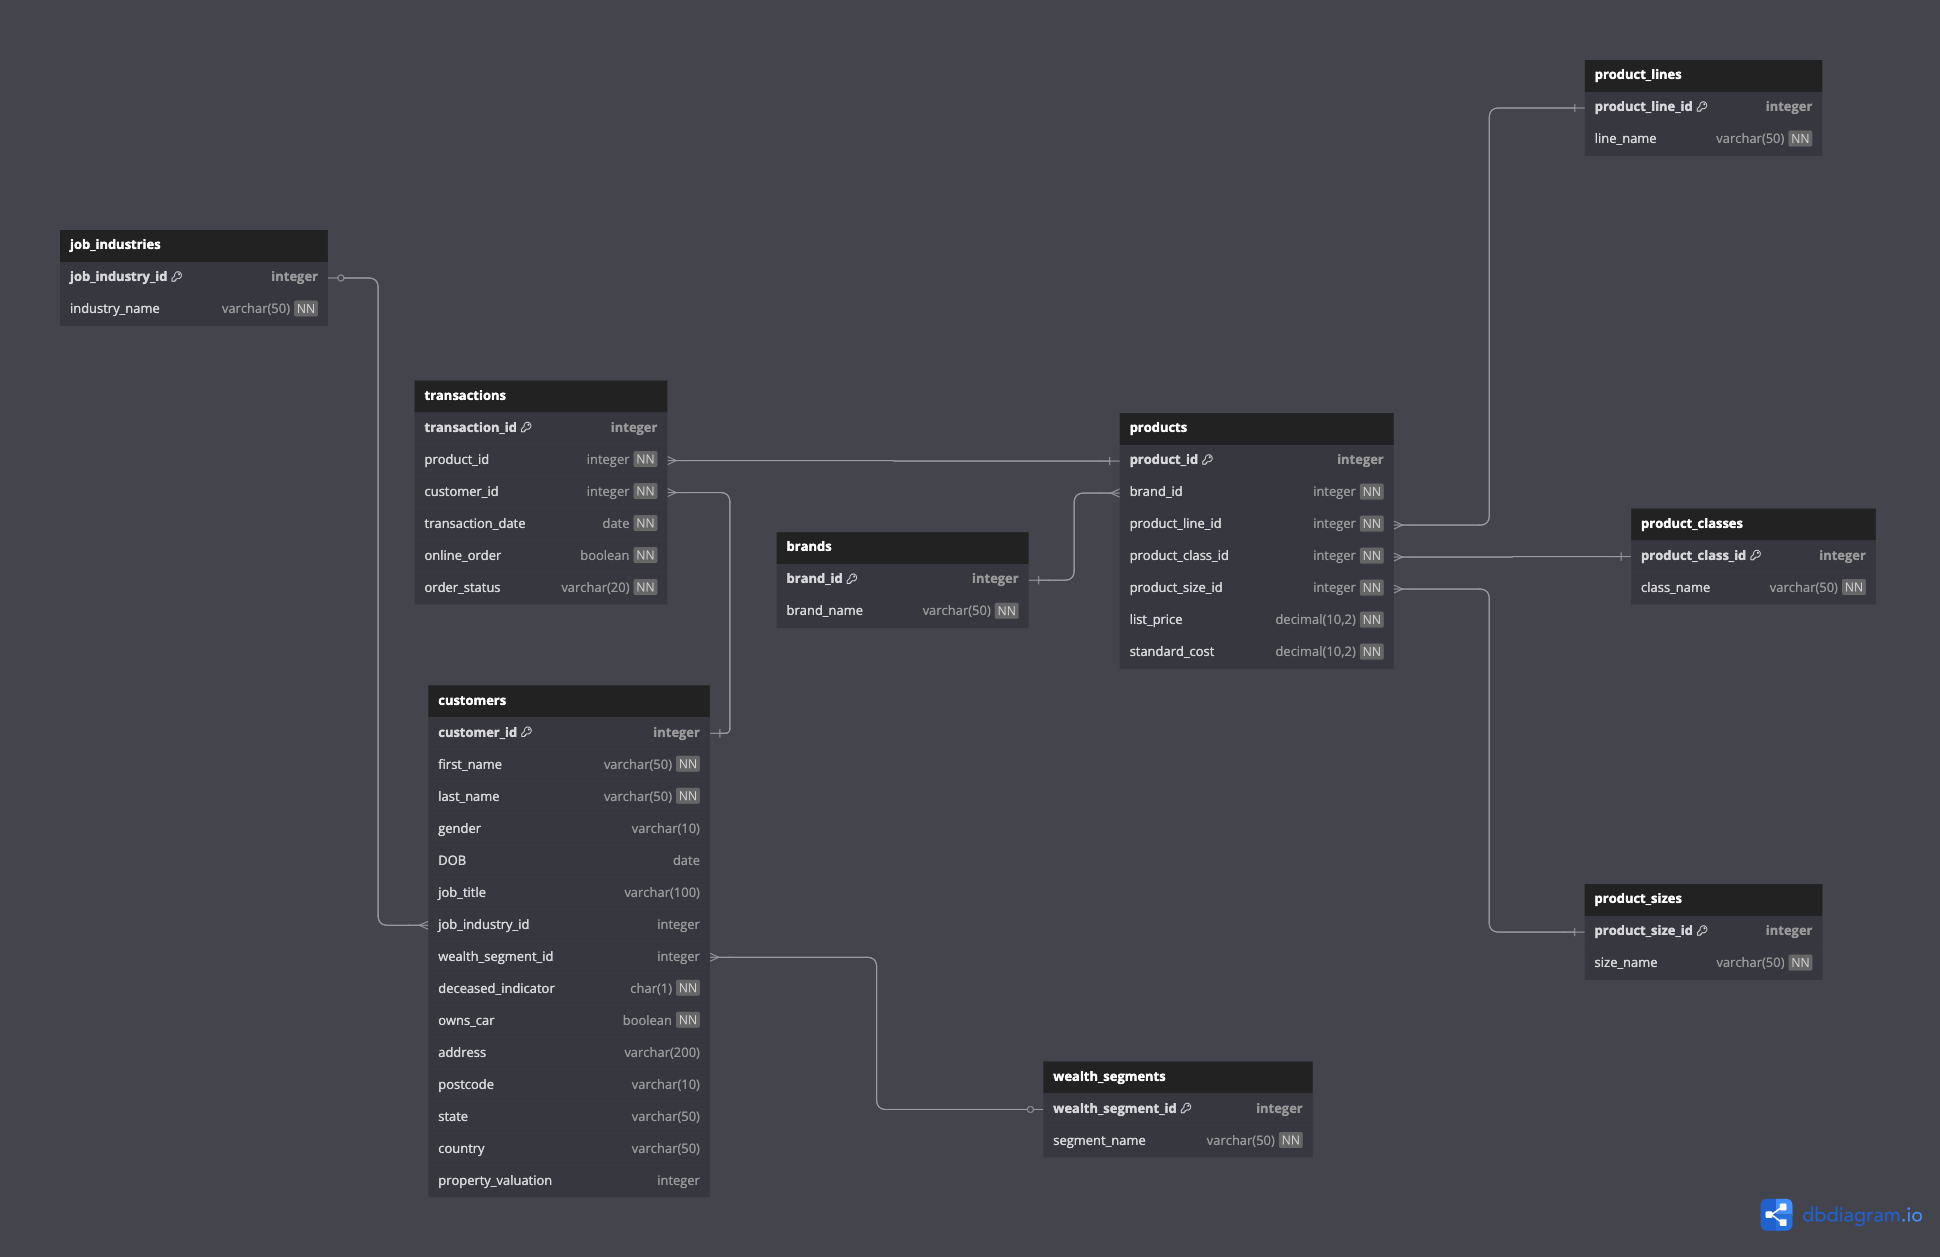 product_lines
product_line_id integer
line_name varchar(50) NN
job_industries
job_industry_id integer
industry_name varchar(50) NN
transactions
transaction_id integer
product_id integer NN
customer_id integer NN
transaction_date date NN
online_order boolean NN
order_status varchar(20) NN
products
product_id integer
brand_id integer NN
product_line_id integer NN
product_class_id integer NN
product_size_id integer NN
list_price decimal(10,2) NN
standard_cost decimal(10,2) NN
product_classes
product_class_id integer
class_name varchar(50) NN
brands
brand_id integer
brand_name varchar(50) NN
customers
customer_id integer
first_name varchar(50) NN
last_name varchar(50) NN
gender varchar(10)
DOB date
job_title varchar(100)
job_industry_id integer
wealth_segment_id integer
deceased_indicator char(1) NN
owns_car boolean NN
address varchar(200)
postcode varchar(10)
state varchar(50)
country varchar(50)
property_valuation integer
product_sizes
product_size_id integer
size_name varchar(50) NN
wealth_segments
wealth_segment_id integer
segment_name varchar(50) NN
dbdiagram.io